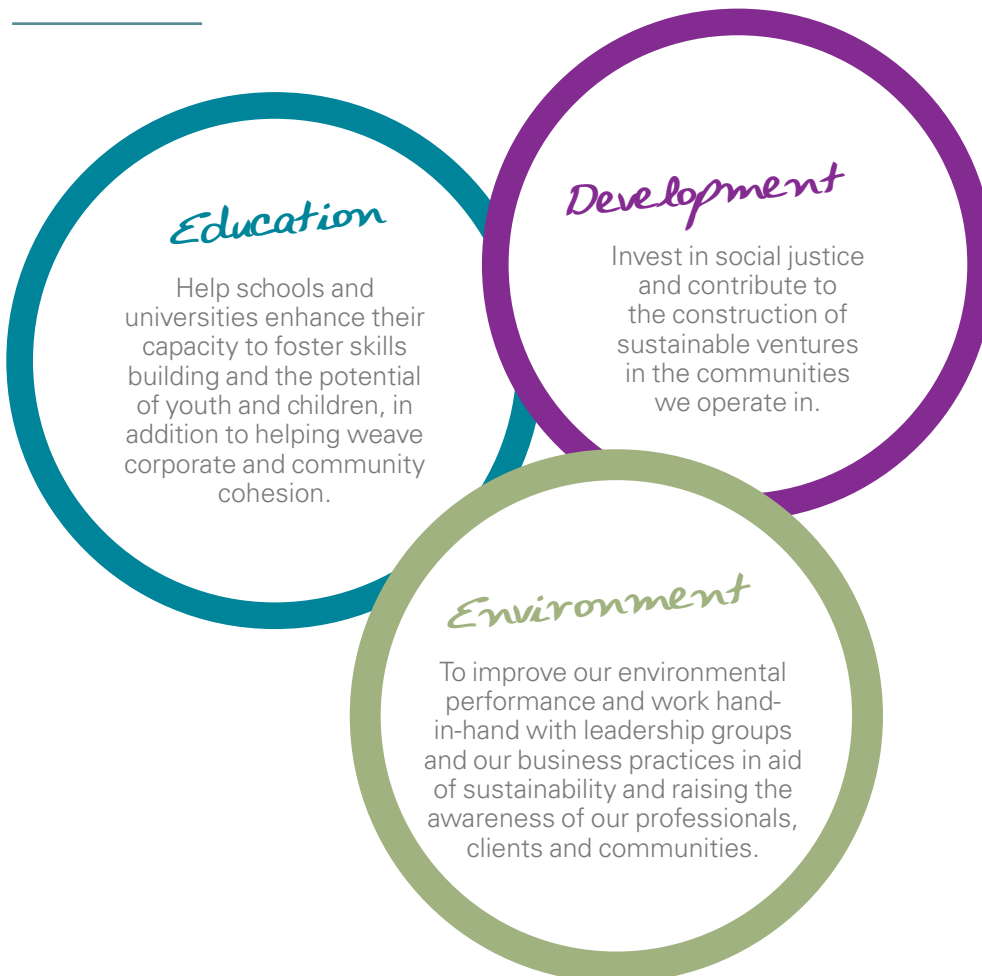 Education
Help schools and
universities enhance their
capacity to foster skills
building and the potential
of youth and children, in
addition to helping weave
corporate and community
cohesion.
Development
Invest in social justice
and contribute to
the construction of
sustainable ventures
in the communities
we operate in.
Environment
To improve our environmental
performance and work hand-
in-hand with leadership groups
and our business practices in aid
of sustainability and raising the
awareness of our professionals,
clients and communities.